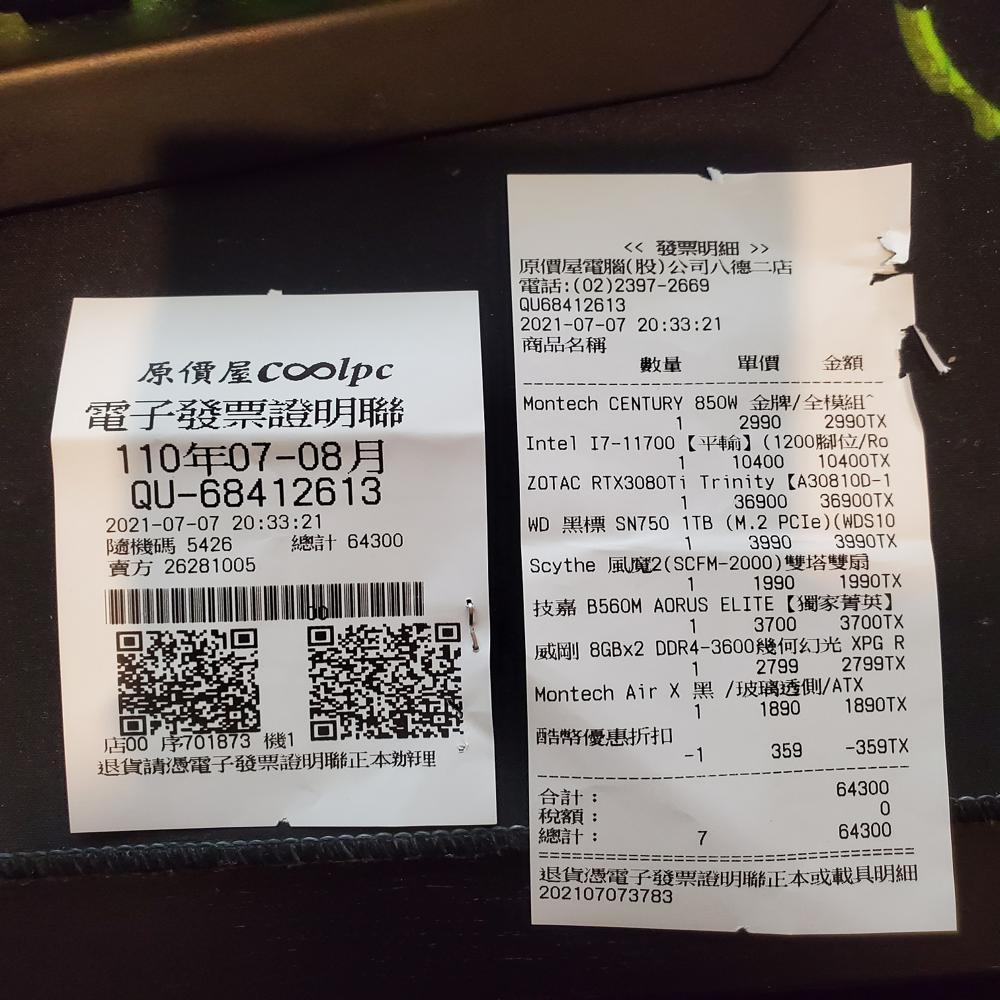 原價屋coolpc
電子發票證明聯
110年07-08月
QU-68412613
2021-07-07 20:33:21
隨機碼 5426 總計 64300
賣方 26281005
店00 序701873 機1
退貨請憑電子發票證明聯正本辦理
<< 發票明細 >>
原價屋電腦(股)公司八德二店
電話:(02)2397-2669
QU68412613
2021-07-07 20:33:21
商品名稱
數量 單價 金額
Montech CENTURY 850W 金牌/全模組^
1 2990 2990TX
Intel I7-11700【平輸】(1200腳位/Ro
1 10400 10400TX
ZOTAC RTX3080Ti Trinity【A30810D-1
1 36900 36900TX
WD 黑標 SN750 1TB (M.2 PCIe)(WDS10
1 3990 3990TX
Scythe 風魔2(SCFM-2000)雙塔雙扇
1 1990 1990TX
技嘉 B560M AORUS ELITE【獨家菁英】
1 3700 3700TX
威剛 8GBx2 DDR4-3600幾何幻光 XPG R
1 2799 2799TX
Montech Air X 黑 /玻璃透側/ATX
1 1890 1890TX
酷幣優惠折扣
-1 359 -359TX
合計: 64300
稅額: 0
總計: 7 64300
退貨憑電子發票證明聯正本或載具明細
202107073783